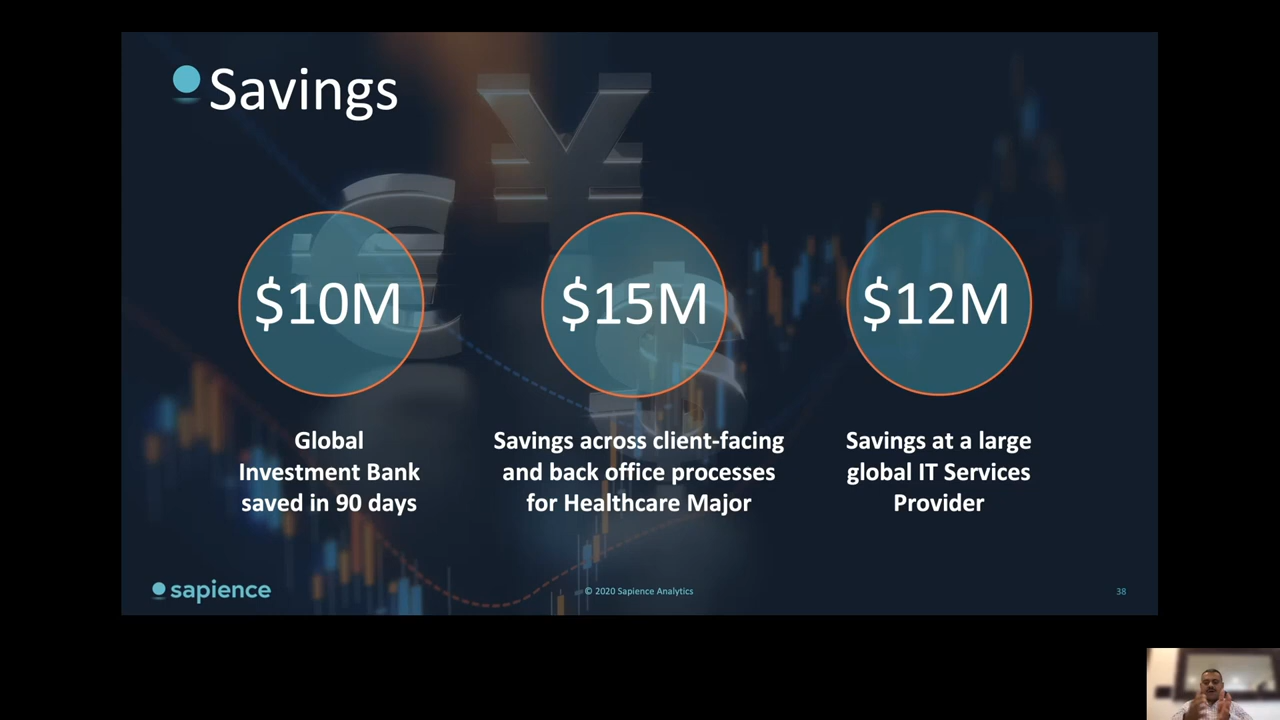 Savings
$10M
$15M
$12M
Global
Investment Bank
saved in 90 days
Savings across client-facing
and back office processes
for Healthcare Major
Savings at a large
global IT Services
Provider
sapience
© 2020 Sapience Analytics
38